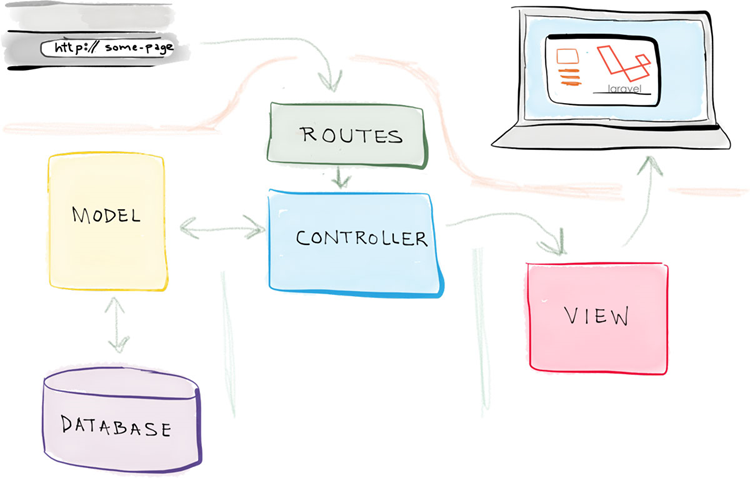 http:// some-page
ROUTES
laravel
MODEL
CONTROLLER
VIEW
DATABASE